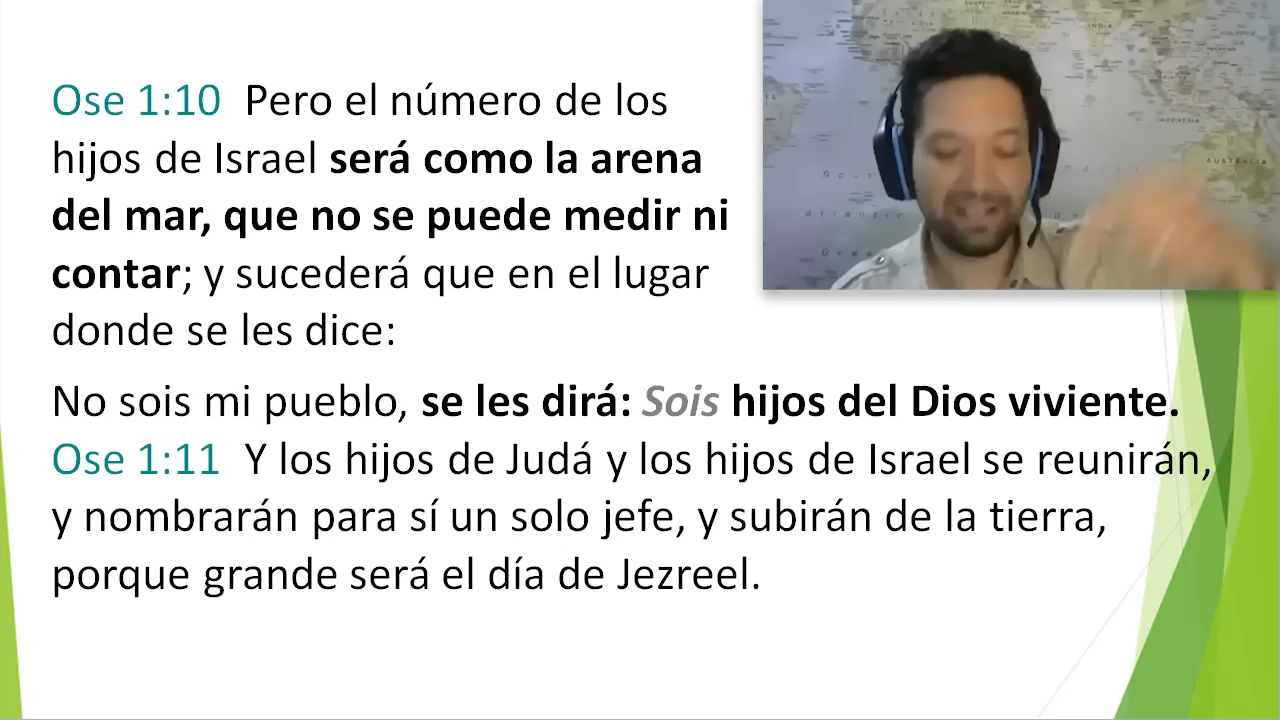 Ose 1:10 Pero el número de los
hijos de Israel será como la arena
del mar, que no se puede medir ni
contar; y sucederá que en el lugar
donde se les dice:
No sois mi pueblo, se les dirá: Sois hijos del Dios viviente.
Ose 1:11 Y los hijos de Judá y los hijos de Israel se reunirán,
y nombrarán para sí un solo jefe, y subirán de la tierra,
porque grande será el día de Jezreel.
INDIA
AUSTRALIA
Atlantic